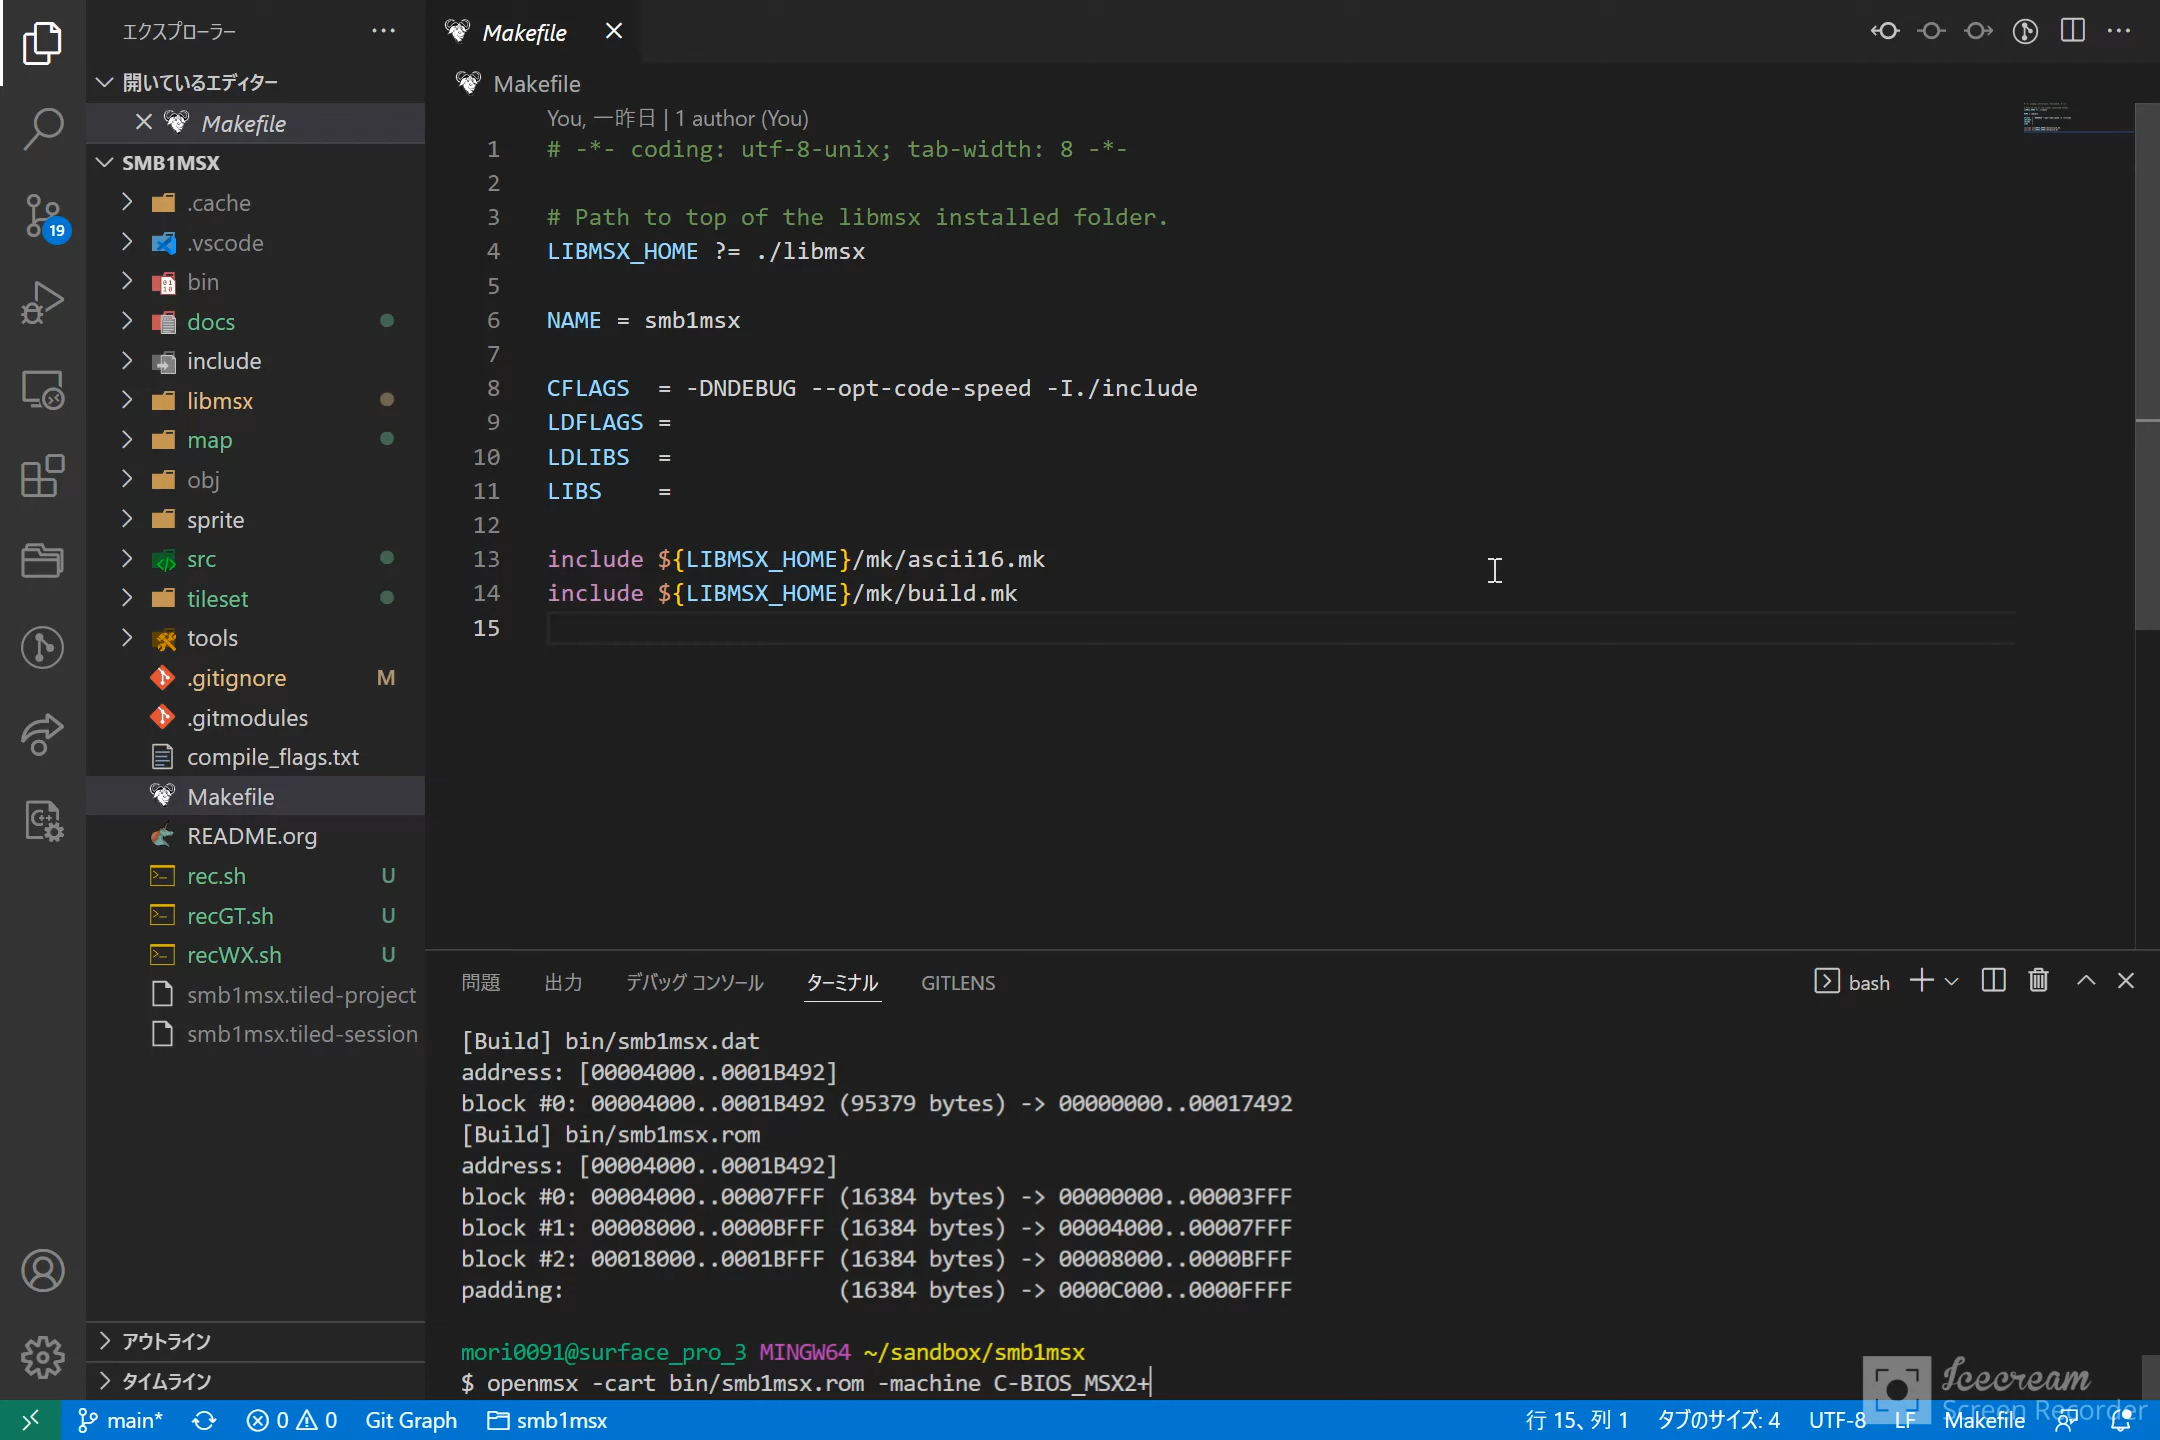 エクスプローラー
開いているエディター
Makefile
SMB1MSX
.cache
.vscode
bin
docs
include
libmsx
map
obj
sprite
src
tileset
tools
.gitignore M
.gitmodules
compile_flags.txt
Makefile
README.org
rec.sh U
recGT.sh U
recWX.sh U
smb1msx.tiled-project
smb1msx.tiled-session
アウトライン
タイムライン
19
Makefile
Makefile
You, 一昨日 | 1 author (You)
1 # -*- coding: utf-8-unix; tab-width: 8 -*-
2
3 # Path to top of the libmsx installed folder.
4 LIBMSX_HOME ?= ./libmsx
5
6 NAME = smb1msx
7
8 CFLAGS  = -DNDEBUG --opt-code-speed -I./include
9 LDFLAGS =
10 LDLIBS  =
11 LIBS    =
12
13 include ${LIBMSX_HOME}/mk/ascii16.mk
14 include ${LIBMSX_HOME}/mk/build.mk
15
問題 出力 デバッグ コンソール ターミナル GITLENS
bash
[Build] bin/smb1msx.dat
address: [00004000..0001B492]
block #0: 00004000..0001B492 (95379 bytes) -> 00000000..00017492
[Build] bin/smb1msx.rom
address: [00004000..0001B492]
block #0: 00004000..00007FFF (16384 bytes) -> 00000000..00003FFF
block #1: 00008000..0000BFFF (16384 bytes) -> 00004000..00007FFF
block #2: 00018000..0001BFFF (16384 bytes) -> 00008000..0000BFFF
padding:                     (16384 bytes) -> 0000C000..0000FFFF
mori0091@surface_pro_3 MINGW64 ~/sandbox/smb1msx
$ openmsx -cart bin/smb1msx.rom -machine C-BIOS_MSX2+
Icecream
Screen Recorder
main* 0 0 Git Graph smb1msx 行 15、列 1 タブのサイズ: 4 UTF-8 LF Makefile